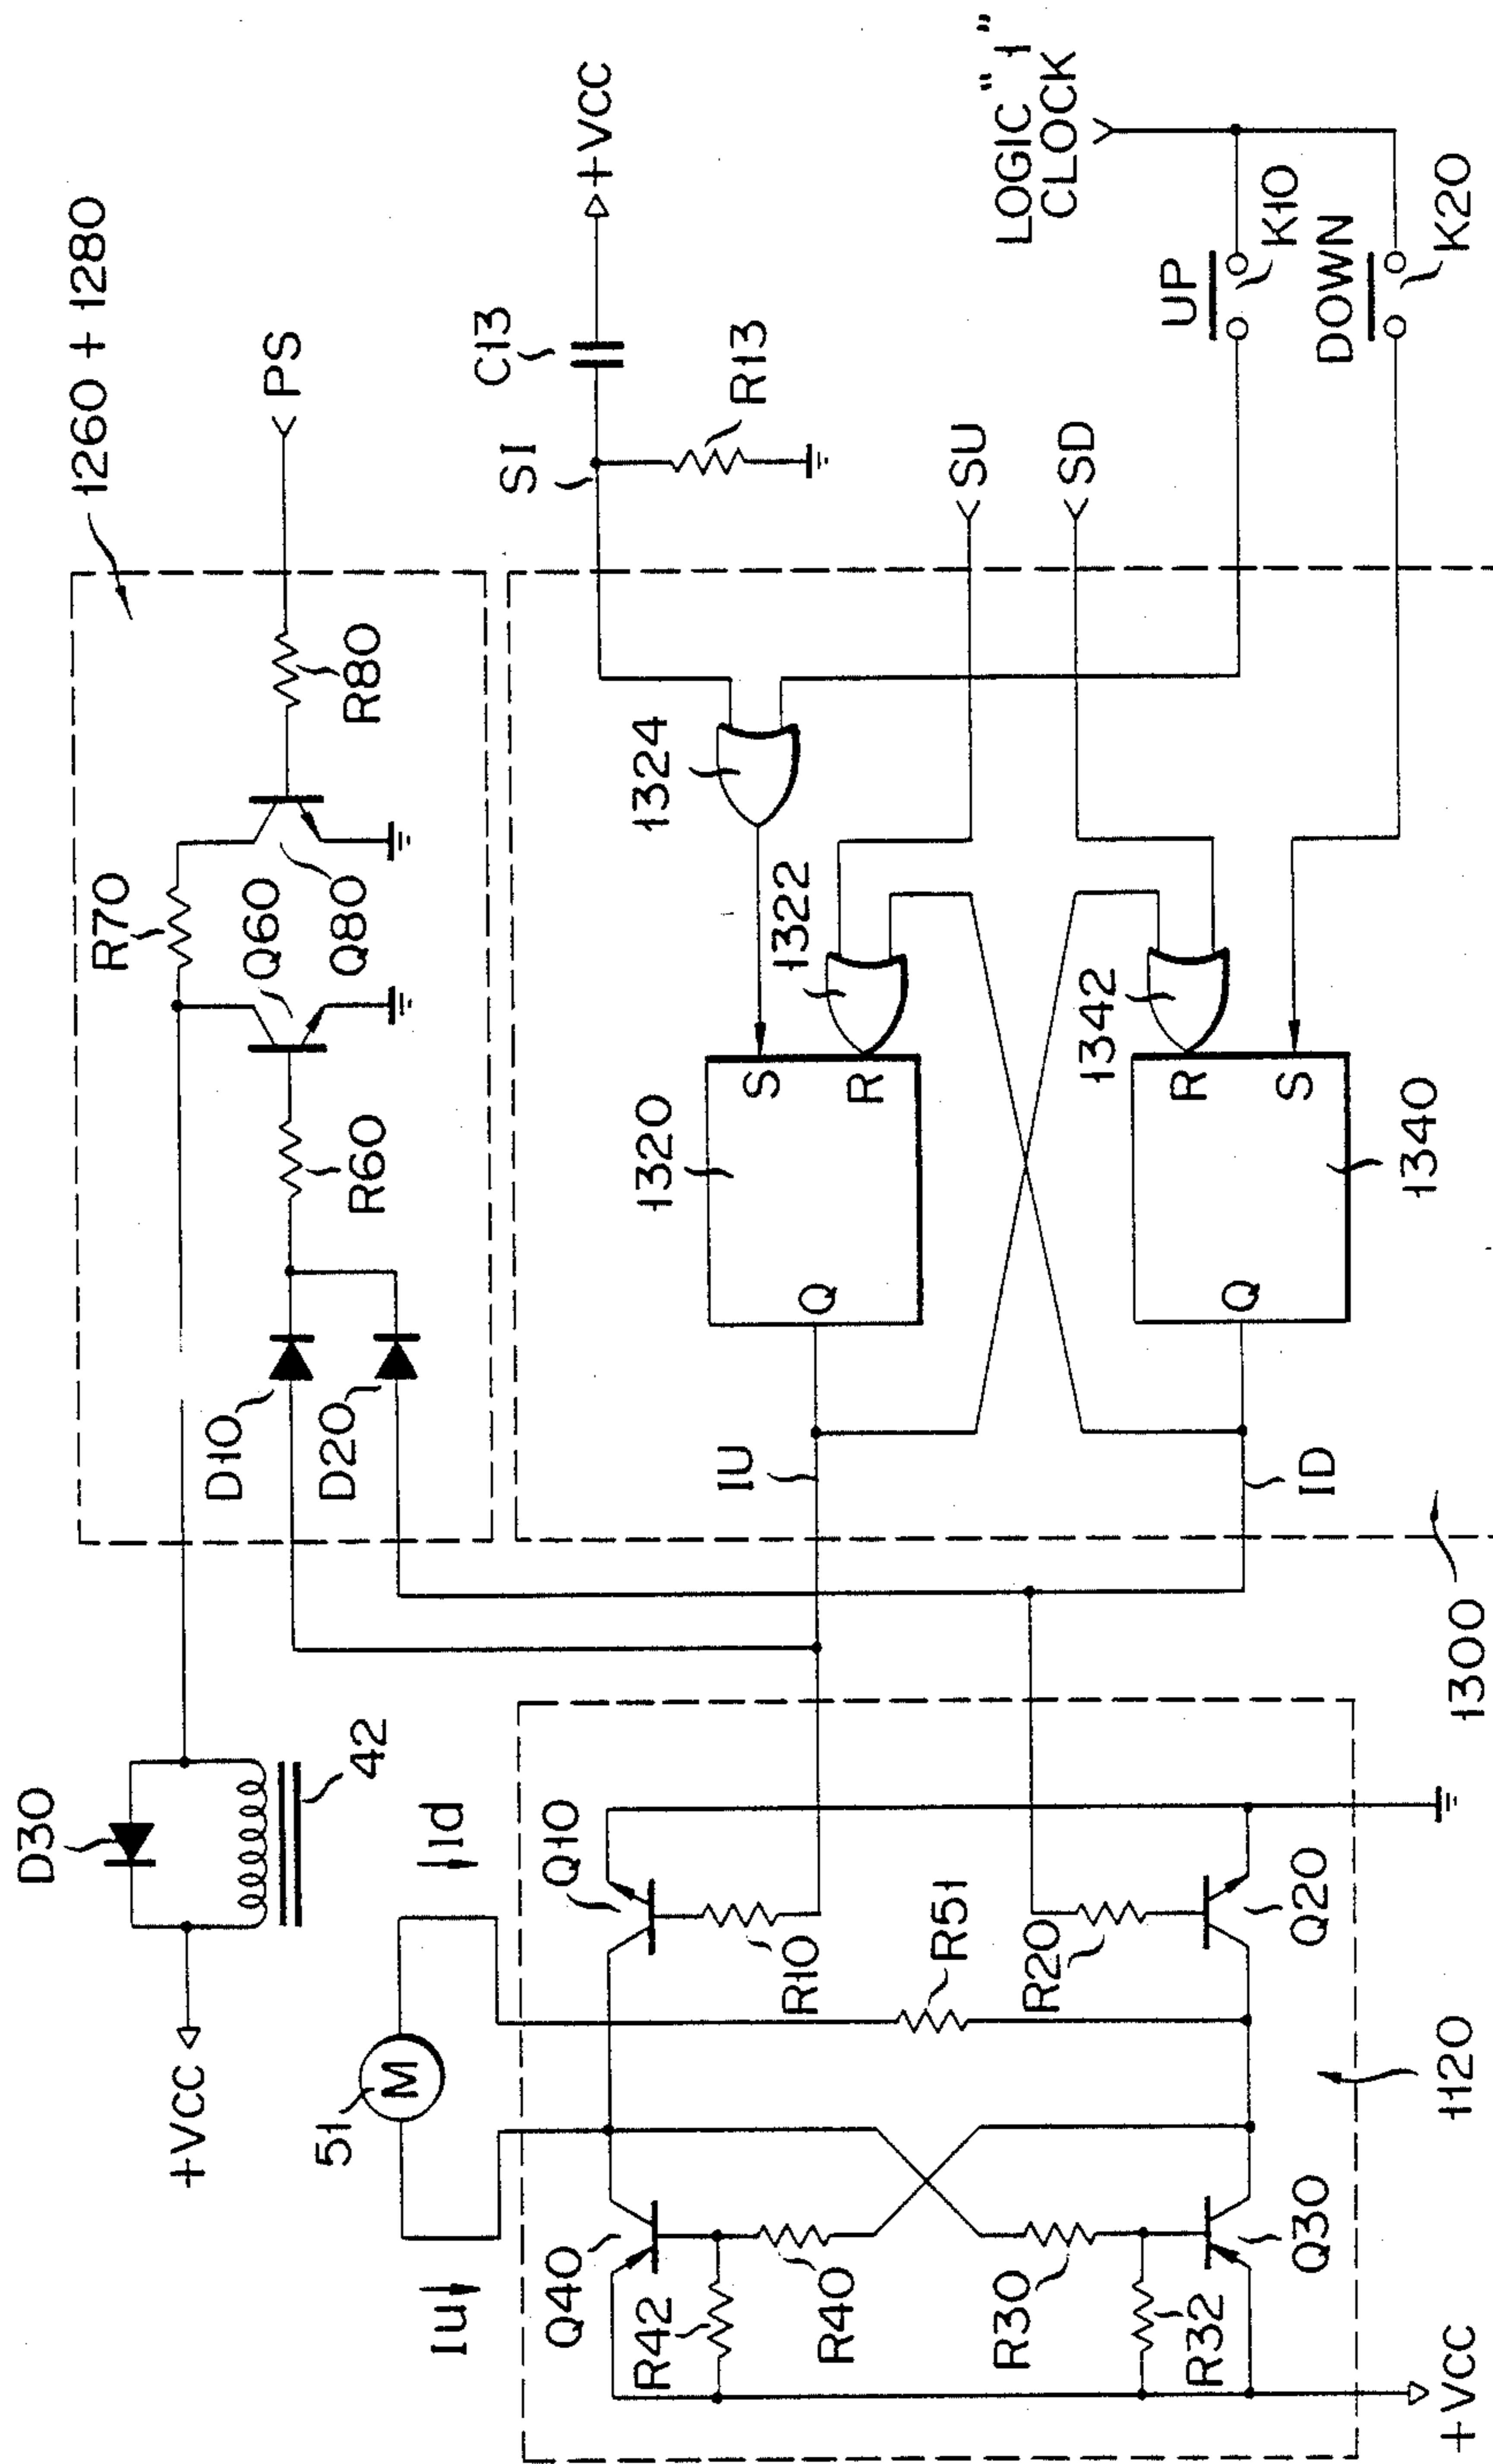 1260 + 1280
PS
R80
R70
Q60
Q80
R60
D10
D20
D30
42
+VCC
C13
+VCC
SI
R13
LOGIC "1"
CLOCK
UP
K10
DOWN
K20
SU
SD
1324
1322
1342
1320
S
R
Q
1340
R
S
Q
IU
ID
1300
51
M
Id
Iu
Q10
R10
R51
R20
Q20
Q40
R42
R40
R30
R32
Q30
1120
+VCC